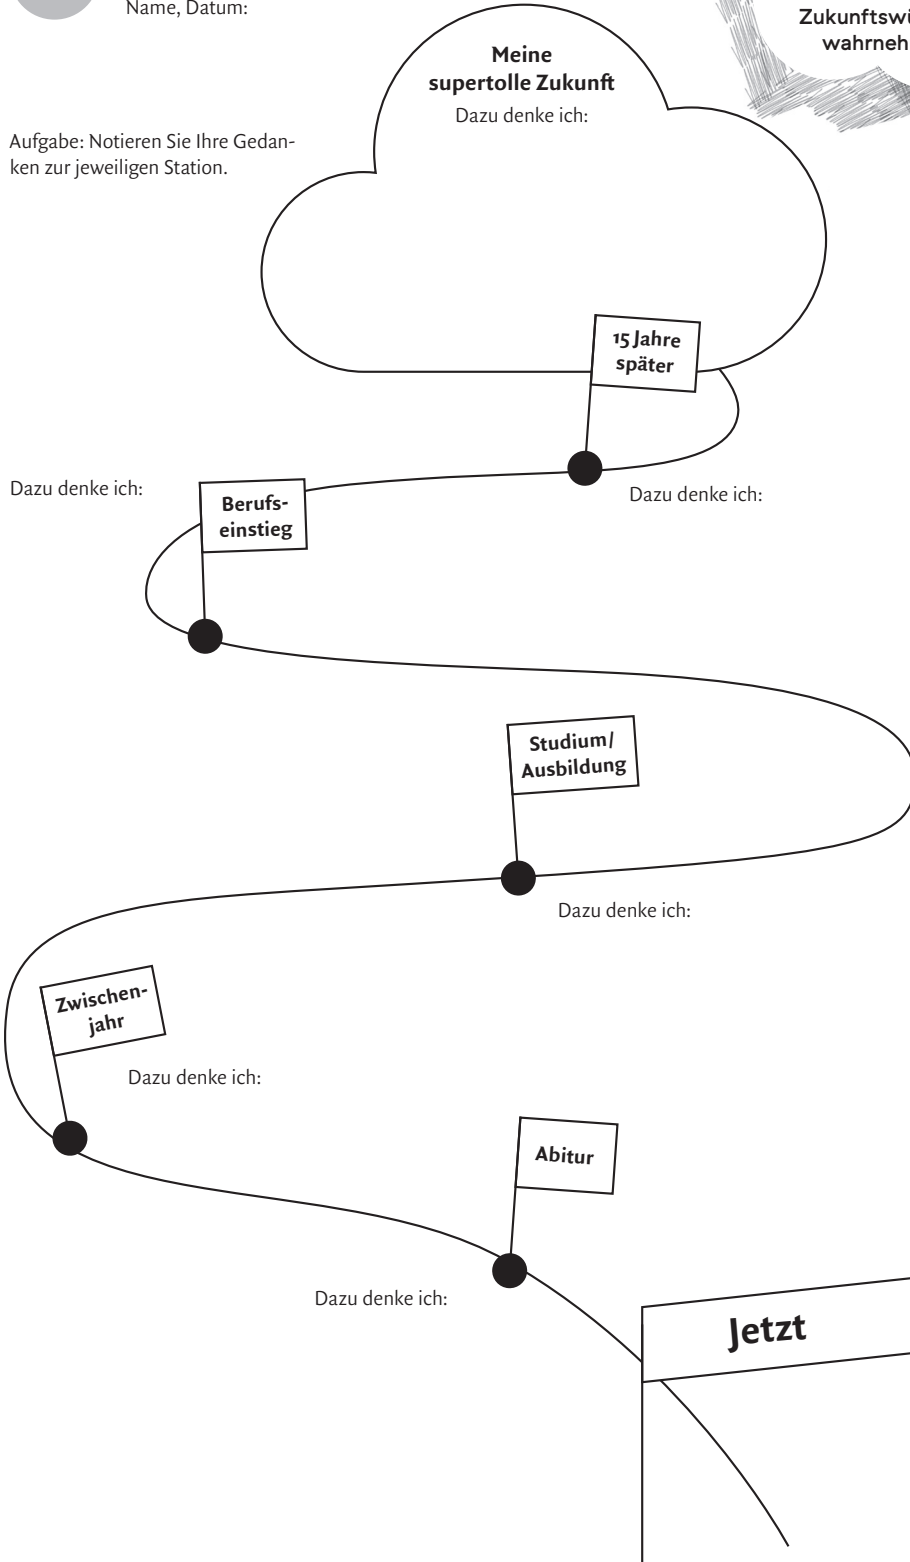 Name, Datum:
Zukunftswü
wahrneh
Meine
supertolle Zukunft
Dazu denke ich:
Aufgabe: Notieren Sie Ihre Gedan-
ken zur jeweiligen Station.
15 Jahre
später
Dazu denke ich:
Berufs-
einstieg
Dazu denke ich:
Studium/
Ausbildung
Dazu denke ich:
Zwischen-
jahr
Dazu denke ich:
Abitur
Dazu denke ich:
Jetzt